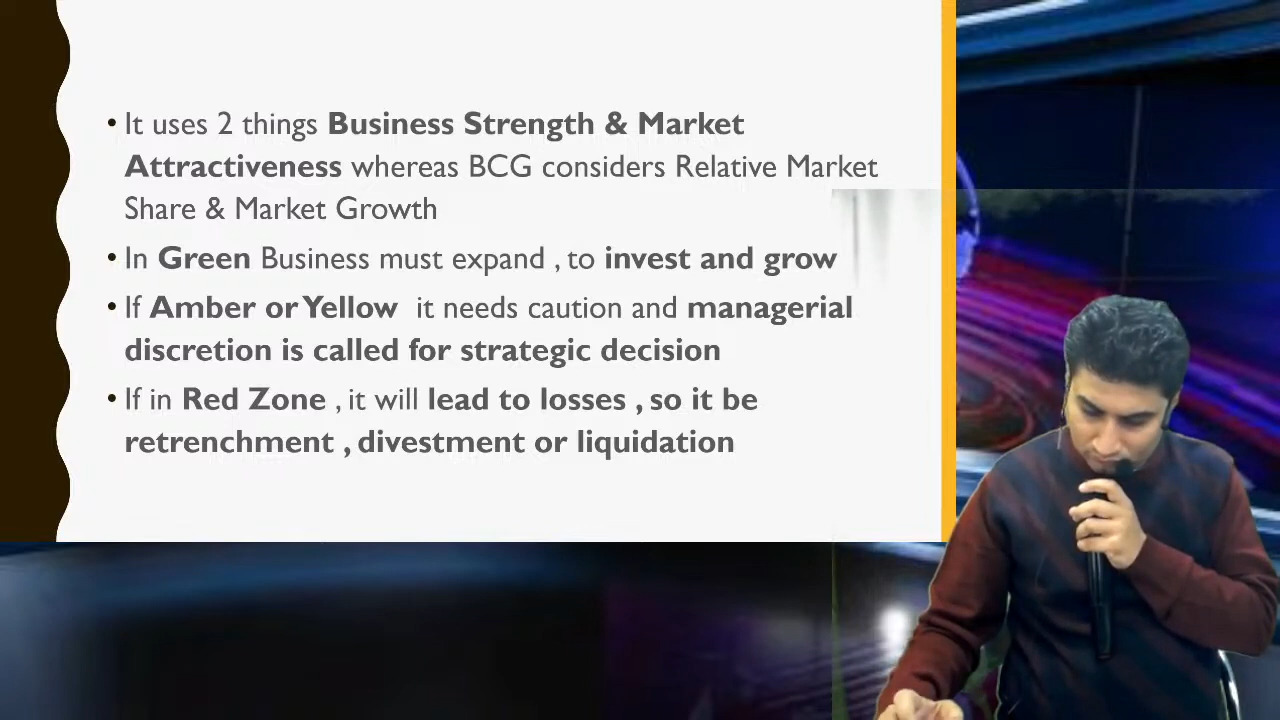 • It uses 2 things Business Strength & Market
Attractiveness whereas BCG considers Relative Market
Share & Market Growth
• In Green Business must expand , to invest and grow
• If Amber or Yellow it needs caution and managerial
discretion is called for strategic decision
• If in Red Zone , it will lead to losses , so it be
retrenchment , divestment or liquidation